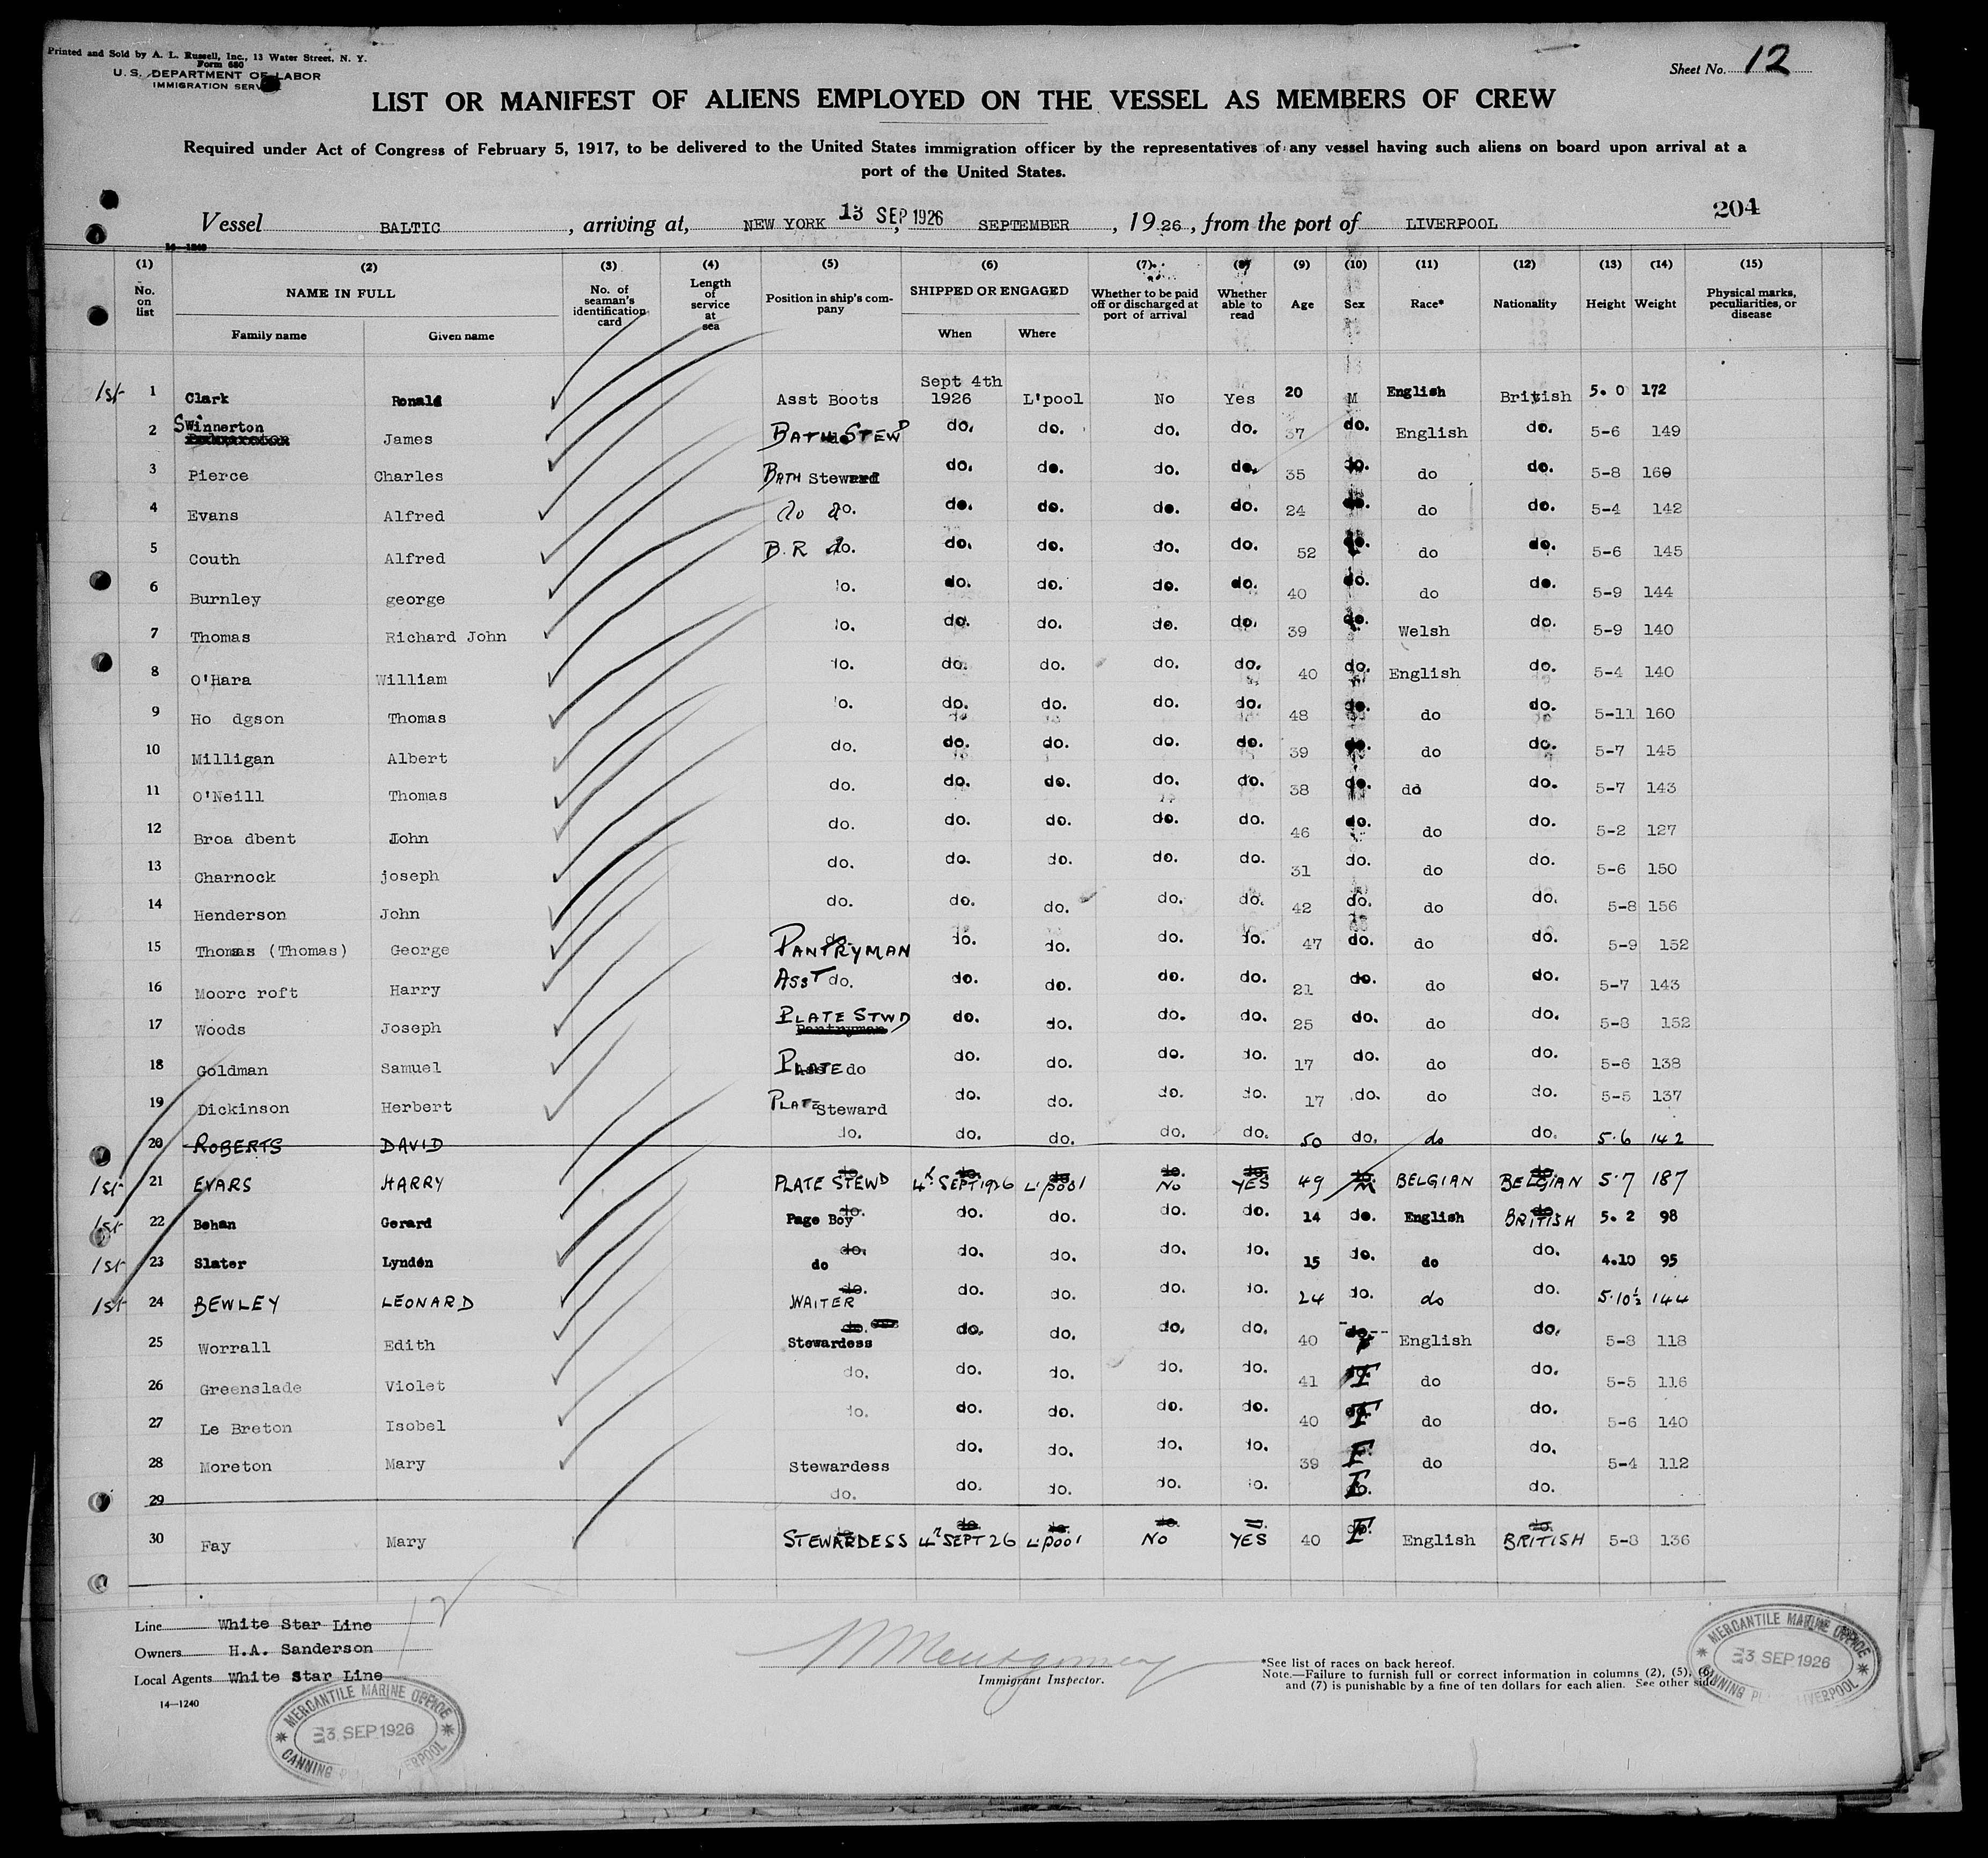 Printed and Sold by A. L. Russell, Inc., 13 Water Street, N. Y.
Form 680
U. S. DEPARTMENT OF LABOR
IMMIGRATION SERVICE
Sheet No. 12
LIST OR MANIFEST OF ALIENS EMPLOYED ON THE VESSEL AS MEMBERS OF CREW
Required under Act of Congress of February 5, 1917, to be delivered to the United States immigration officer by the representatives of any vessel having such aliens on board upon arrival at a
port of the United States.
Vessel BALTIC, arriving at, NEW YORK 13 SEP 1926, SEPTEMBER, 1926, from the port of LIVERPOOL
204
14—1240
(1) (2) (3) (4) (5) (6) (7) (8) (9) (10) (11) (12) (13) (14) (15)
No. on list NAME IN FULL Family name Given name No. of seaman's identification card Length of service at sea Position in ship's company SHIPPED OR ENGAGED When Where Whether to be paid off or discharged at port of arrival Whether able to read Age Sex Race* Nationality Height Weight Physical marks, peculiarities, or disease
1st 1 Clark Ronald Asst Boots Sept 4th 1926 L'pool No Yes 20 M English British 5. 0 172
2 Swinnerton James BATH STEWD do. do. do. do. 37 do. English do. 5-6 149
3 Pierce Charles BATH Steward do. do. do. do. 35 do. do do. 5-8 160
4 Evans Alfred do do. do. do. do. do. 24 do. do do. 5-4 142
5 Couth Alfred B.R do. do. do. do. do. 52 do. do do. 5-6 145
6 Burnley george lo. do. do. do. do. 40 do. do do. 5-9 144
7 Thomas Richard John lo. do. do. do. do. 39 do. Welsh do. 5-9 140
8 O'Hara William lo. do. do. do. do. 40 do. English do. 5-4 140
9 Ho dgson Thomas 'o. do. do. do. do. 48 do. do do. 5-11 160
10 Milligan Albert do. do. do. do. do. 39 do. do do. 5-7 145
11 O'Neill Thomas do. do. do. do. do. 38 do. do do. 5-7 143
12 Broa dbent John do. do. do. do. do. 46 do. do do. 5-2 127
13 Charnock joseph do. do. do. do. do. 31 do. do do. 5-6 150
14 Henderson John do. do. do. do. do. 42 do. do do. 5-8 156
15 Thomas (Thomas) George PANTRYMAN do. do. do. do. 47 do. do do. 5-9 152
16 Moorc roft Harry ASST do. do. do. do. do. 21 do. do do. 5-7 143
17 Woods Joseph PLATE STWD Pantryman do. do. do. do. 25 do. do do. 5-8 152
18 Goldman Samuel PLATE do do. do. do. do. 17 do. do do. 5-6 138
19 Dickinson Herbert PLATE Steward do. do. do. do. 17 do. do do. 5-5 137
20 ROBERTS DAVID do. do. do. do. do. 50 do. do do. 5.6 142
1st 21 EVARS HARRY PLATE STEWD 4th SEPT 1926 L'pool NO YES 49 M BELGIAN BELGIAN 5.7 187
1st 22 Behan Gerard Page Boy do. do. do. do. do. 14 do. English BRITISH 5. 2 98
1st 23 Slater Lyndon do do. do. do. do. do. 15 do. do do. 4.10 95
1st 24 BEWLEY LEONARD WAITER do. do. do. do. do. 24 do. do do. 5.10½ 144
25 Worrall Edith Stewardess do. do. do. do. do. 40 English do. 5-8 118
26 Greenslade Violet do. do. do. do. do. 41 F do do. 5-5 116
27 Le Breton Isobel do. do. do. do. do. 40 F do do. 5-6 140
28 Moreton Mary Stewardess do. do. do. do. 39 F do do. 5-4 112
29 do. do. do. do. do. F do.
30 Fay Mary STEWARDESS 4th SEPT 26 L'pool NO YES 40 F English BRITISH 5-8 136
Line White Star Line
Owners H.A. Sanderson
Local Agents White Star Line
14—1240
12
Montgomery
Immigrant Inspector.
*See list of races on back hereof.
Note.—Failure to furnish full or correct information in columns (2), (5), (6)
and (7) is punishable by a fine of ten dollars for each alien. See other side.
MERCANTILE MARINE OFFICE
3 SEP 1926
CANNING PLACE LIVERPOOL
MERCANTILE MARINE OFFICE
3 SEP 1926
CANNING PLACE LIVERPOOL